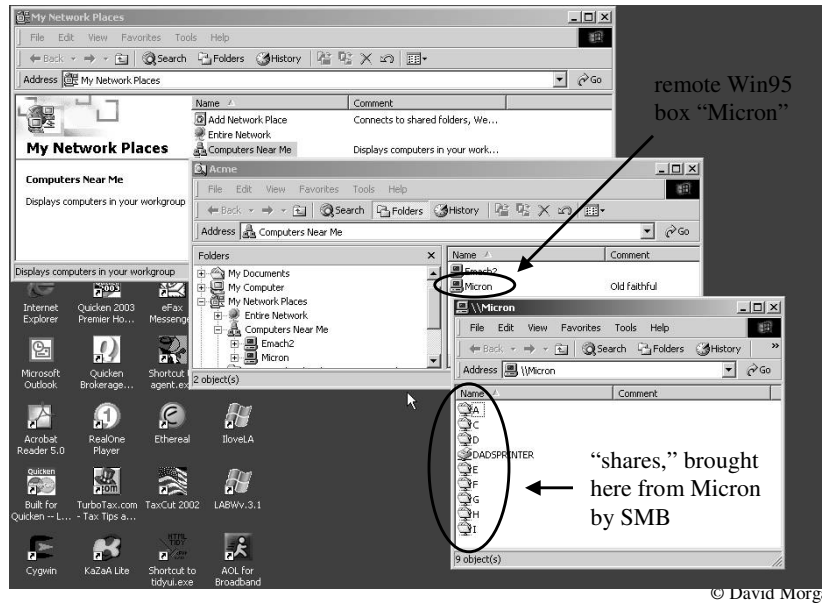 My Network Places
File Edit View Favorites Tools Help
Back Search Folders History
Address My Network Places Go
My Network Places
Computers Near Me
Displays computers in your workgroup
Name Comment
Add Network Place Connects to shared folders, We...
Entire Network
Computers Near Me Displays computers in your work...
Displays computers in your workgroup
remote Win95
box “Micron”
Acme
File Edit View Favorites Tools Help
Back Search Folders History
Address Computers Near Me Go
Folders
My Documents
My Computer
My Network Places
Entire Network
Computers Near Me
Emach2
Micron
Name Comment
Emach2
Micron Old faithful
2 object(s)
\\Micron
File Edit View Favorites Tools Help
Back Search Folders History »
Address \\Micron Go
Name Comment
A
C
D
DADSPRINTER
E
F
G
H
I
9 object(s)
“shares,” brought
here from Micron
by SMB
Internet
Explorer
Quicken 2003
Premier Ho...
eFax
Messenge
Microsoft
Outlook
Quicken
Brokerage...
Shortcut
agent.ex
Acrobat
Reader 5.0
RealOne
Player
Ethereal
IloveLA
Built for
Quicken -- L...
TurboTax.com
- Tax Tips a...
TaxCut 2002
LABWv.3.1
Cygwin
KaZaA Lite
Shortcut to
tidyui.exe
AOL for
Broadband
© David Morga